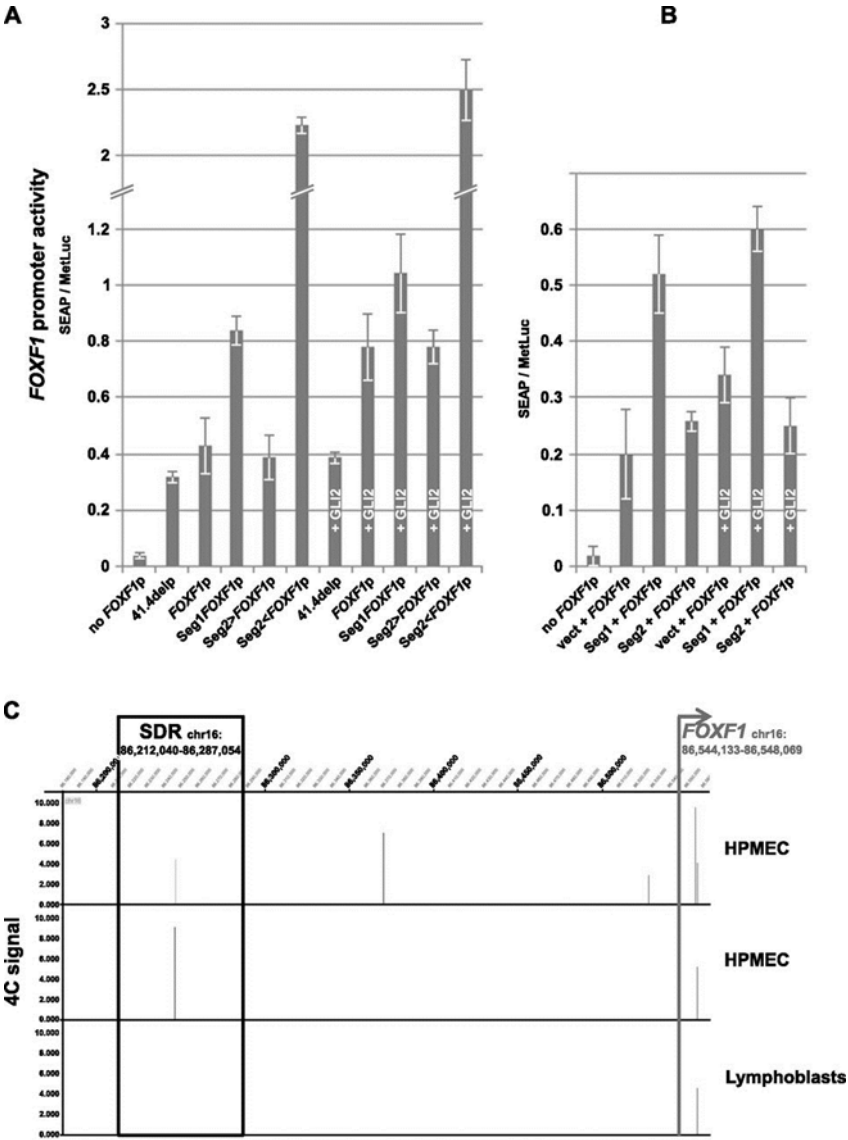 A
B
3
2.5
2
1.2
1
0.8
0.6
0.4
0.2
0
FOXF1 promoter activity
SEAP / MetLuc
+ GLI2
+ GLI2
+ GLI2
+ GLI2
+ GLI2
no FOXF1p
41.4delp
FOXF1p
Seg1FOXF1p
Seg2>FOXF1p
Seg2<FOXF1p
41.4delp
FOXF1p
Seg1FOXF1p
Seg2>FOXF1p
Seg2<FOXF1p
0.6
0.5
0.4
0.3
0.2
0.1
0
SEAP / MetLuc
+ GLI2
+ GLI2
+ GLI2
no FOXF1p
vect + FOXF1p
Seg1 + FOXF1p
Seg2 + FOXF1p
vect + FOXF1p
Seg1 + FOXF1p
Seg2 + FOXF1p
C
SDR chr16:
86,212,040-86,287,054
FOXF1 chr16:
86,544,133-86,548,069
86,300,000
86,350,000
86,400,000
86,450,000
86,500,000
4C signal
10.000
8.000
6.000
4.000
2.000
0.000
chr16
HPMEC
10.000
8.000
6.000
4.000
2.000
0.000
HPMEC
10.000
8.000
6.000
4.000
2.000
0.000
Lymphoblasts